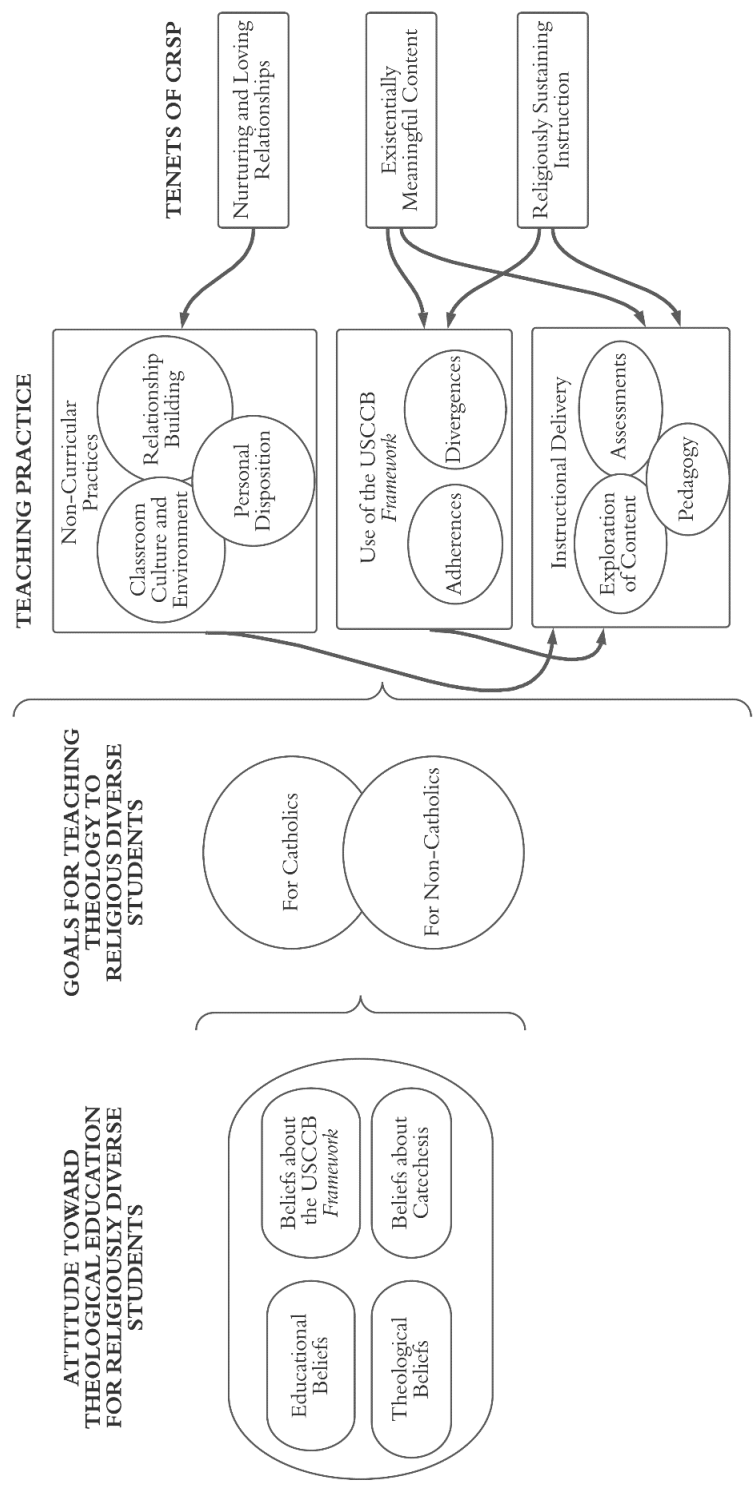 ATTITUDE TOWARD
THEOLOGICAL EDUCATION
FOR RELIGIOUSLY DIVERSE
STUDENTS
Educational
Beliefs
Beliefs about
the USCCB
Framework
Theological
Beliefs
Beliefs about
Catechesis
GOALS FOR TEACHING
THEOLOGY TO
RELIGIOUS DIVERSE
STUDENTS
For Catholics
For Non-Catholics
TEACHING PRACTICE
Non-Curricular
Practices
Classroom
Culture and
Environment
Relationship
Building
Personal
Disposition
Use of the USCCB
Framework
Adherences
Divergences
Instructional Delivery
Exploration
of Content
Assessments
Pedagogy
TENETS OF CRSP
Nurturing and Loving
Relationships
Existentially
Meaningful Content
Religiously Sustaining
Instruction